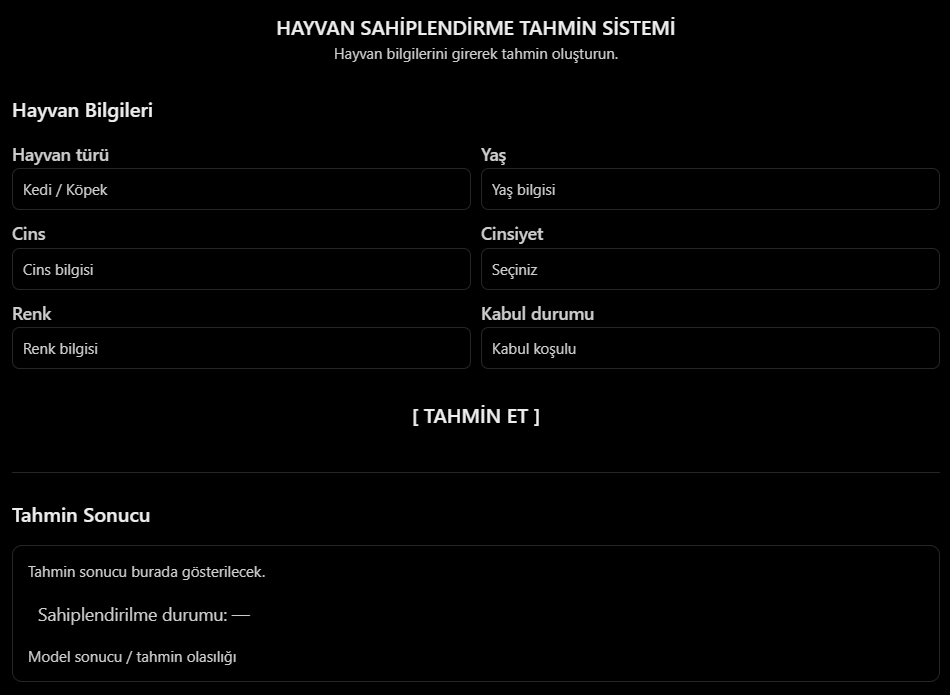 HAYVAN SAHİPLENDİRME TAHMİN SİSTEMİ
Hayvan bilgilerini girerek tahmin oluşturun.
Hayvan Bilgileri
Hayvan türü
Kedi / Köpek
Yaş
Yaş bilgisi
Cins
Cins bilgisi
Cinsiyet
Seçiniz
Renk
Renk bilgisi
Kabul durumu
Kabul koşulu
[ TAHMİN ET ]
Tahmin Sonucu
Tahmin sonucu burada gösterilecek.
Sahiplendirilme durumu: —
Model sonucu / tahmin olasılığı